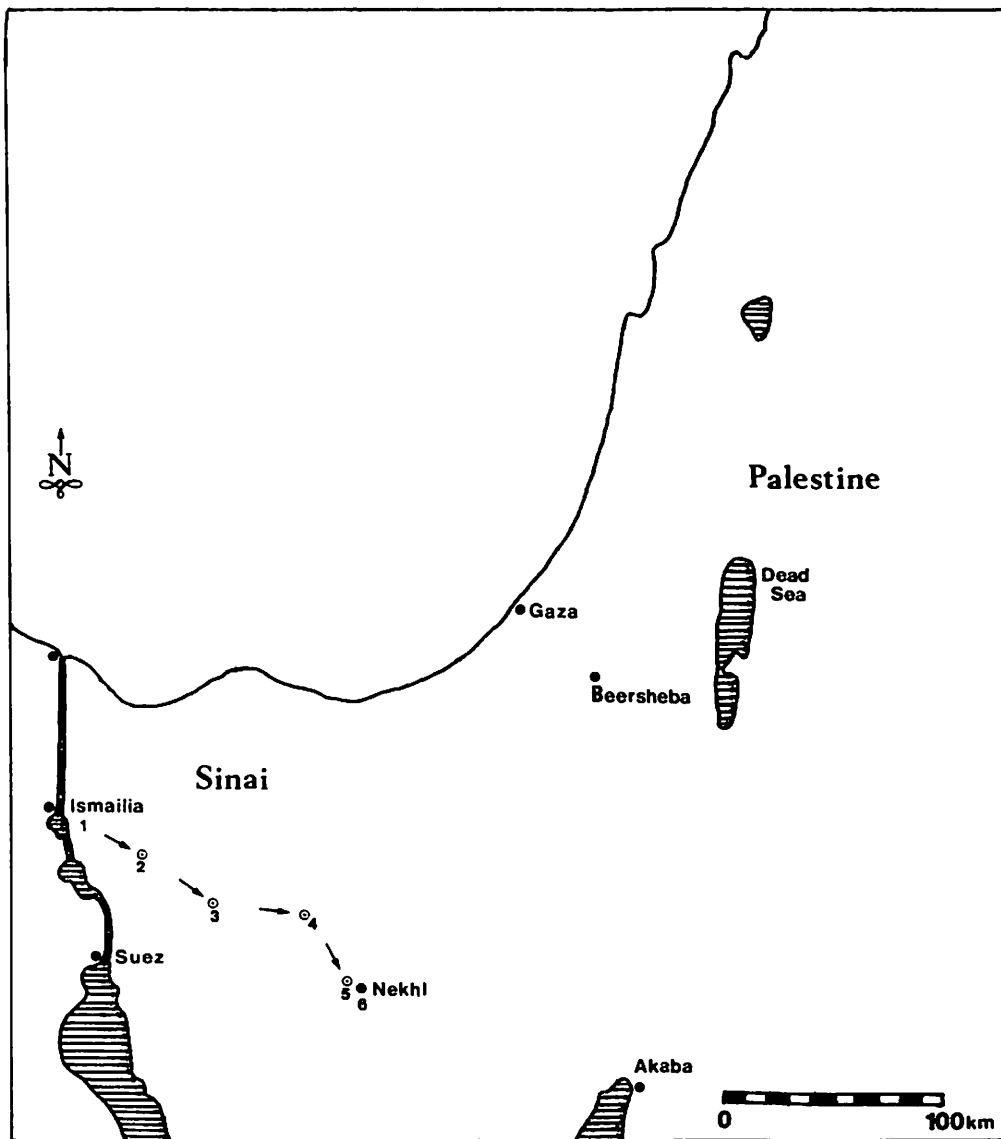 N
Palestine
Dead
Sea
Gaza
Beersheba
Sinai
Ismailia
1
2
3
4
Suez
5
Nekhl
6
Akaba
0
100km